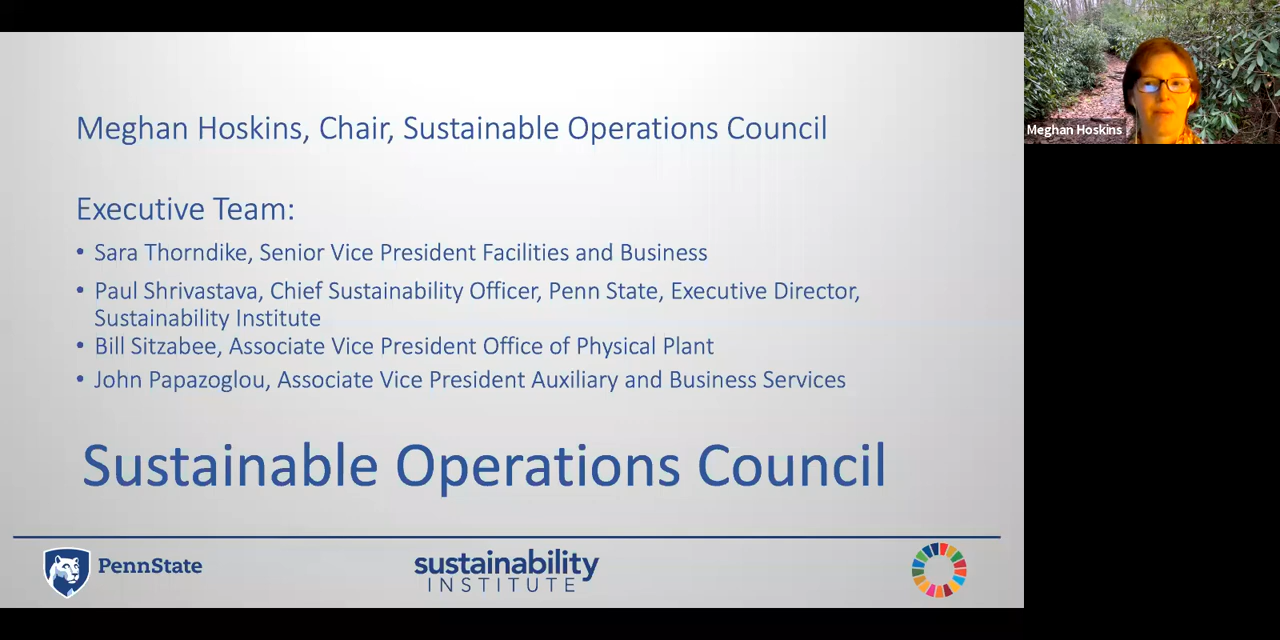 Meghan Hoskins, Chair, Sustainable Operations Council
Executive Team:
• Sara Thorndike, Senior Vice President Facilities and Business
• Paul Shrivastava, Chief Sustainability Officer, Penn State, Executive Director,
Sustainability Institute
• Bill Sitzabee, Associate Vice President Office of Physical Plant
• John Papazoglou, Associate Vice President Auxiliary and Business Services
Sustainable Operations Council
PennState
sustainability
INSTITUTE
Meghan Hoskins